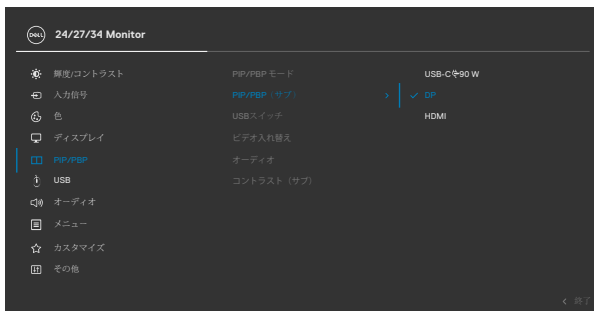 DELL
24/27/34 Monitor
輝度/コントラスト
入力信号
色
ディスプレイ
PIP/PBP
USB
オーディオ
メニュー
カスタマイズ
その他
PIP/PBP モード
PIP/PBP（サブ）
USBスイッチ
ビデオ入れ替え
オーディオ
コントラスト（サブ）
USB-C 90 W
DP
HDMI
終了